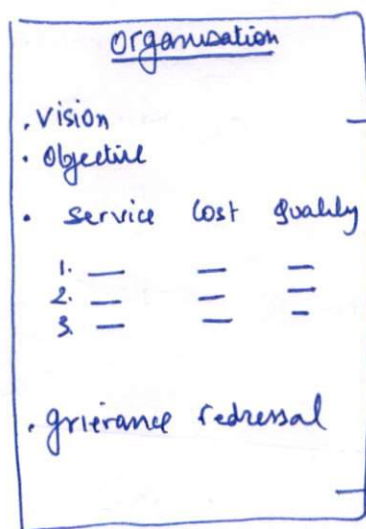 Organisation
. Vision
. Objective
. Service Cost Quality
1. — — —
2. — — —
3. — — —
. grievance redressal